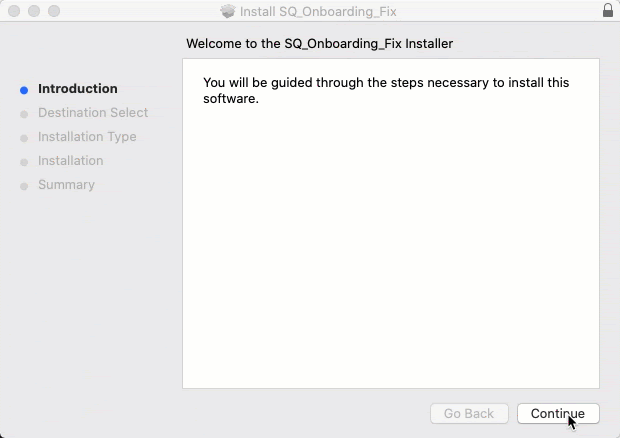 Install SQ_Onboarding_Fix
Welcome to the SQ_Onboarding_Fix Installer
Introduction
Destination Select
Installation Type
Installation
Summary
You will be guided through the steps necessary to install this
software.
Go Back
Continue